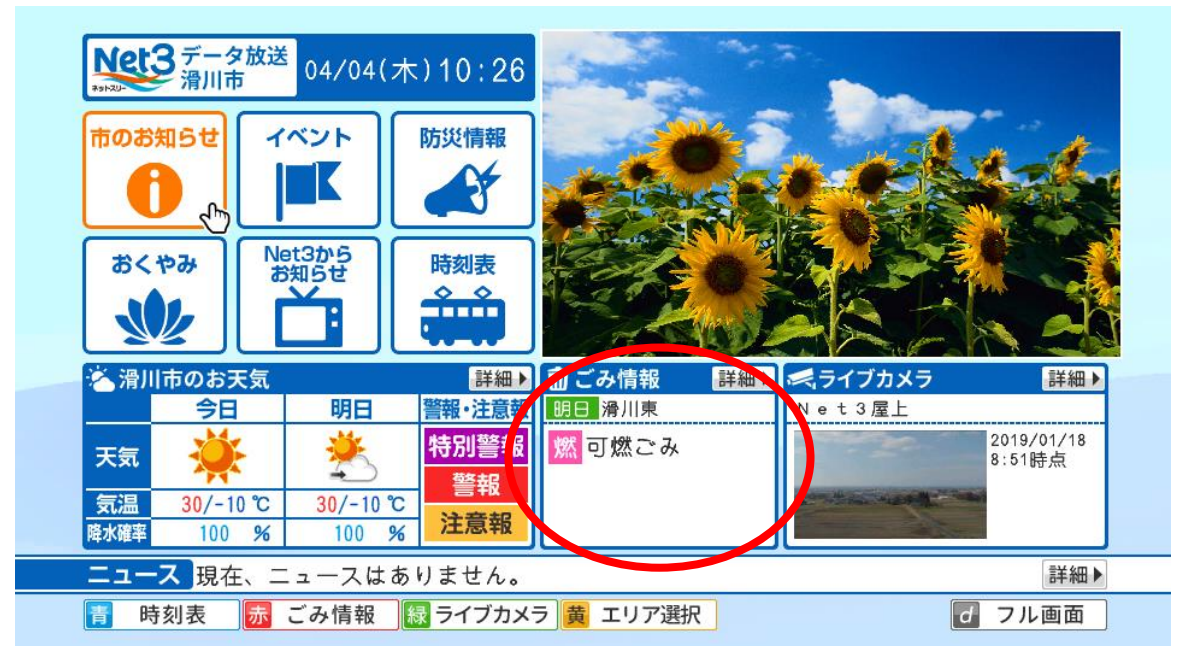 Net3 データ放送
ネットスリー 滑川市
04/04(木)10:26
市のお知らせ
イベント
防災情報
おくやみ
Net3から
お知らせ
時刻表
滑川市のお天気 詳細▶
今日 明日 警報・注意報
天気
特別警報
警報
注意報
気温 30/-10℃ 30/-10℃
降水確率 100 % 100 %
ごみ情報 詳細▶
明日 滑川東
燃 可燃ごみ
ライブカメラ 詳細▶
Net3屋上
2019/01/18
8:51時点
ニュース 現在、ニュースはありません。 詳細▶
青 時刻表 赤 ごみ情報 緑 ライブカメラ 黄 エリア選択 d フル画面